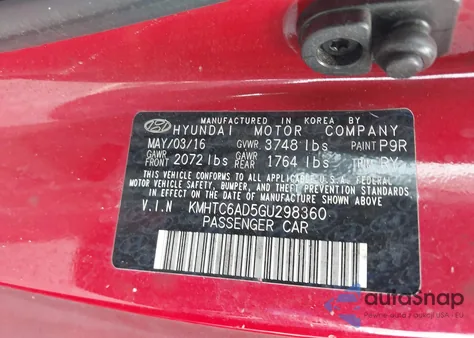 MANUFACTURED IN KOREA BY
HYUNDAI MOTOR COMPANY
MAY/03/16 GVWR 3748 lbs PAINT P9R
GAWR FRONT 2072 lbs GAWR REAR 1764 lbs TRIM RY
THIS VEHICLE CONFORMS TO ALL APPLICABLE U.S.A. FEDERAL
MOTOR VEHICLE SAFETY, BUMPER, AND THEFT PREVENTION STANDARDS
IN EFFECT ON THE DATE OF MANUFACTURE SHOWN ABOVE.
V.I.N KMHTC6AD5GU298360
PASSENGER CAR
autoSnap